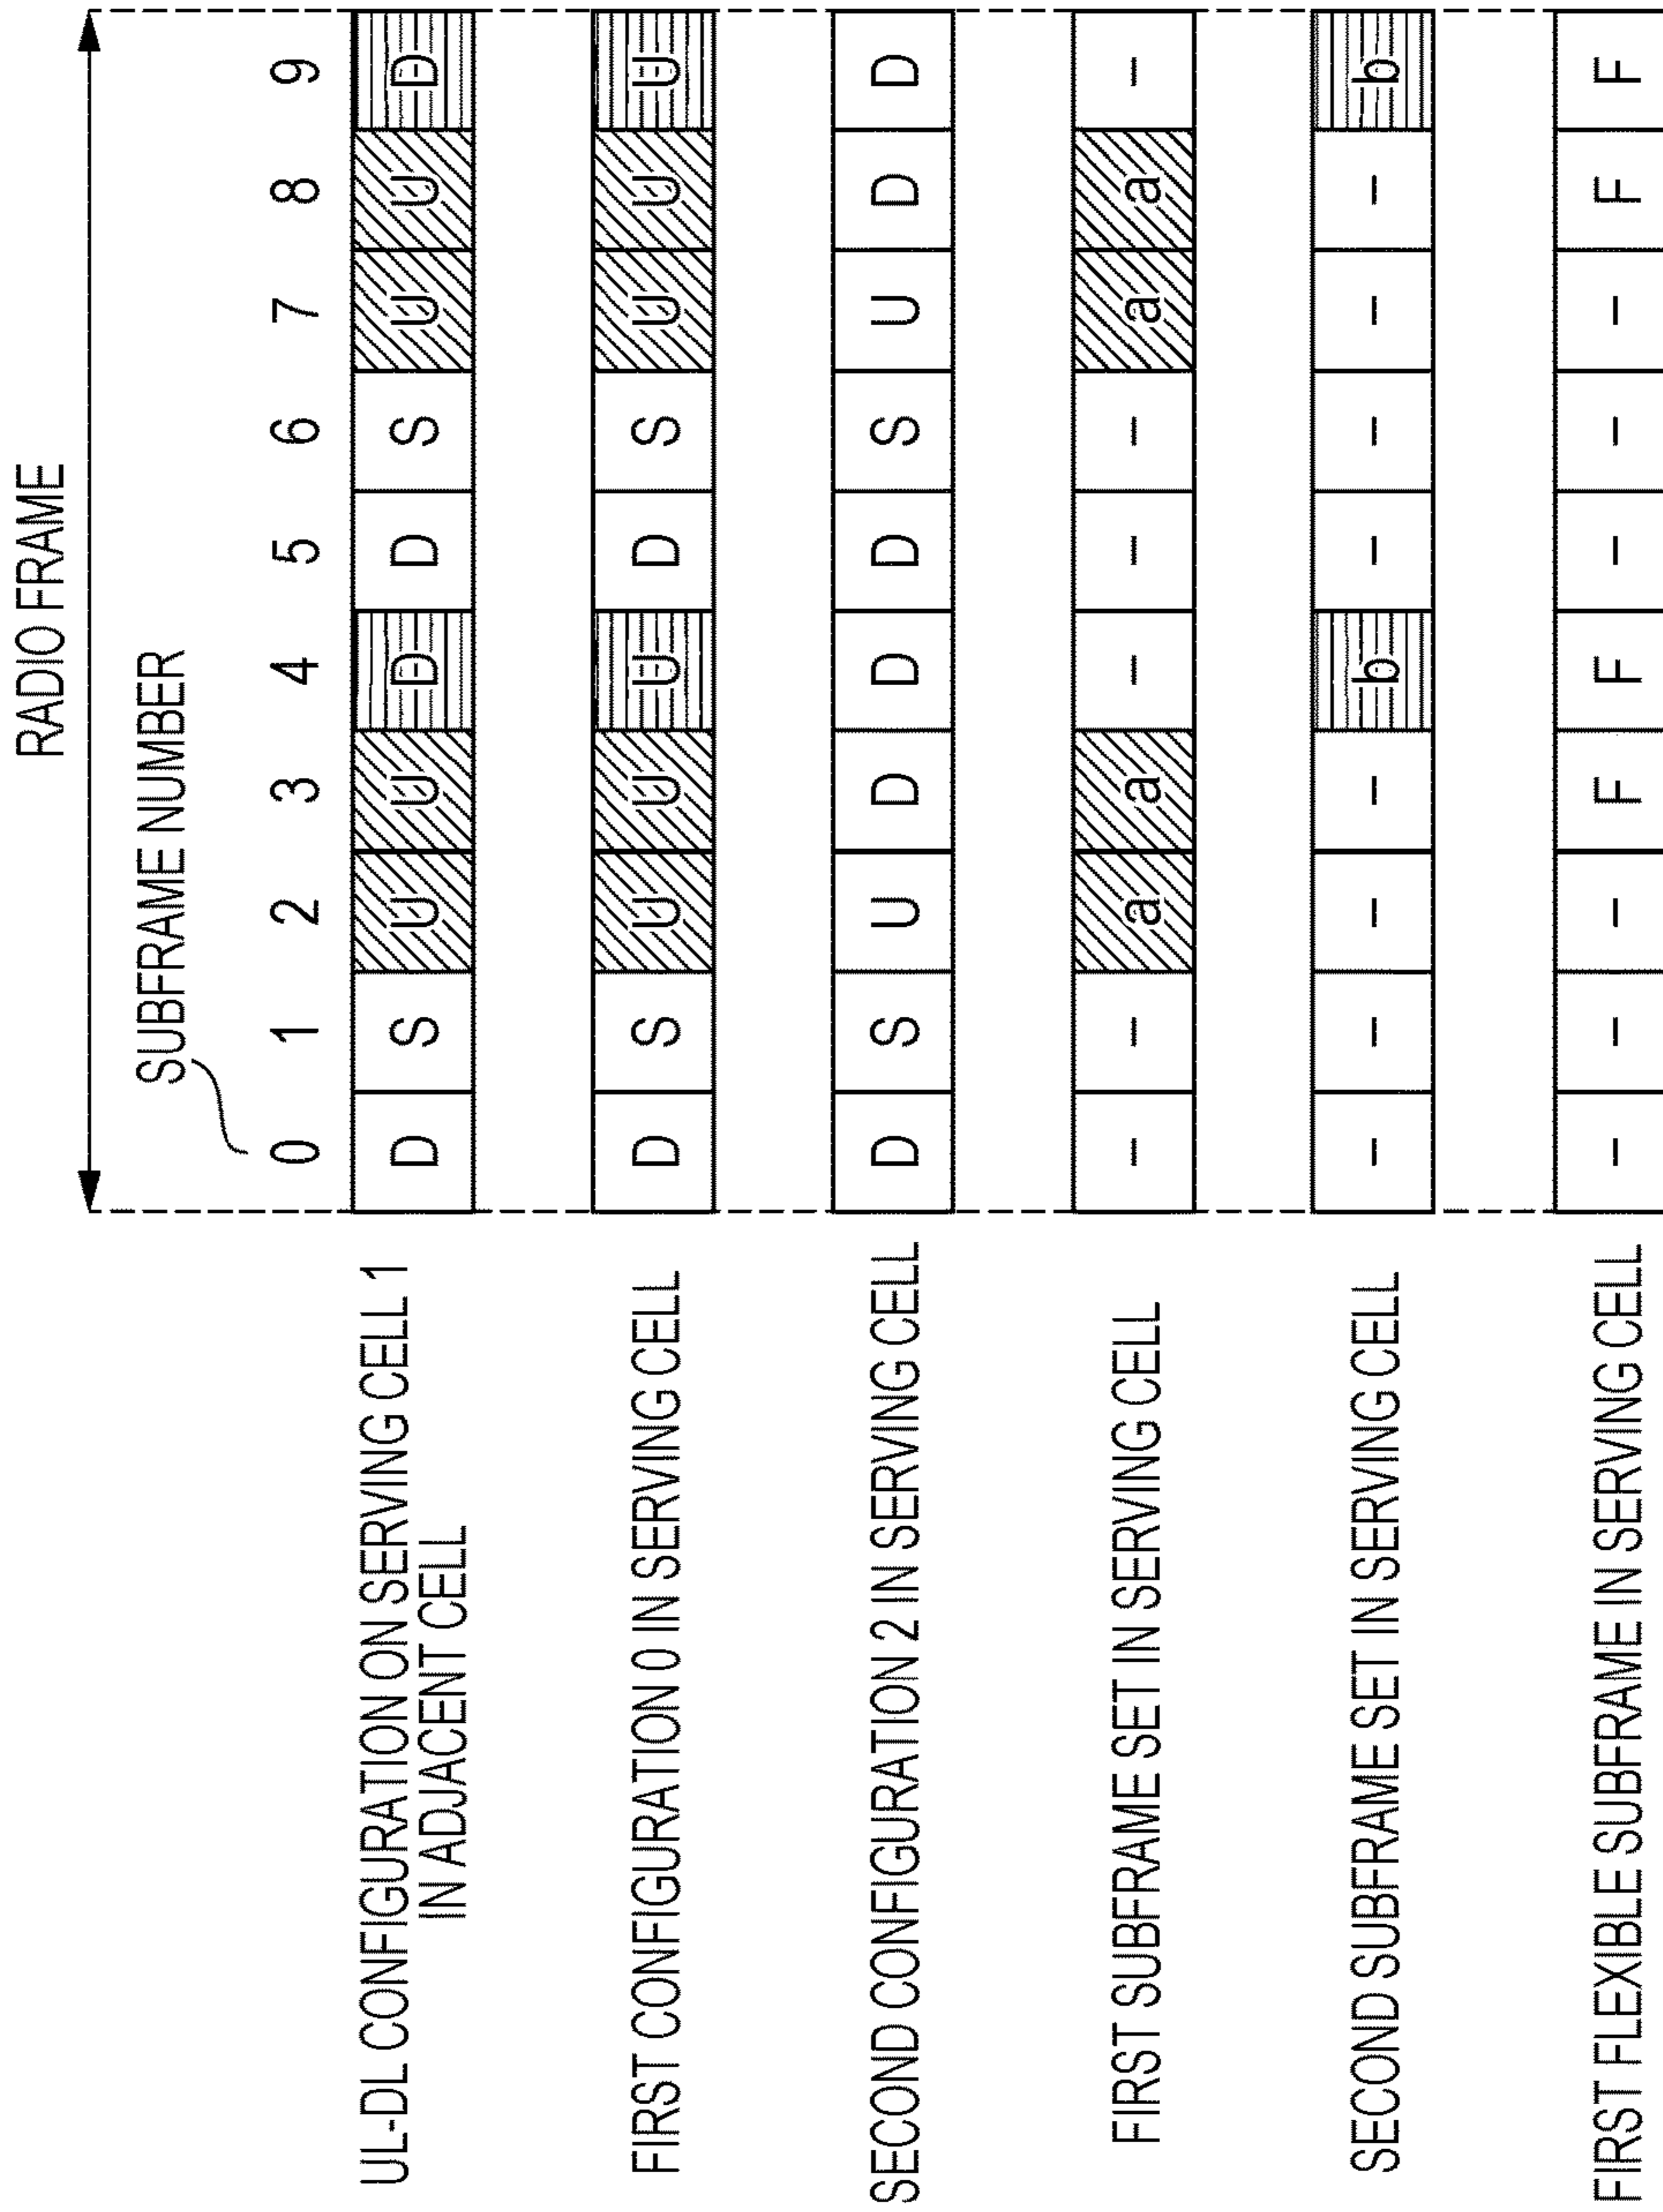 RADIO FRAME
SUBFRAME NUMBER
0 1 2 3 4 5 6 7 8 9
UL-DL CONFIGURATION ON SERVING CELL 1
IN ADJACENT CELL
D S U U D D S U U D
FIRST CONFIGURATION 0 IN SERVING CELL
D S U U U D S U U U
SECOND CONFIGURATION 2 IN SERVING CELL
D S U D D D S U D D
FIRST SUBFRAME SET IN SERVING CELL
– – a a – – – a a –
SECOND SUBFRAME SET IN SERVING CELL
– – – – b – – – – b
FIRST FLEXIBLE SUBFRAME IN SERVING CELL
– – – F F – – – F F